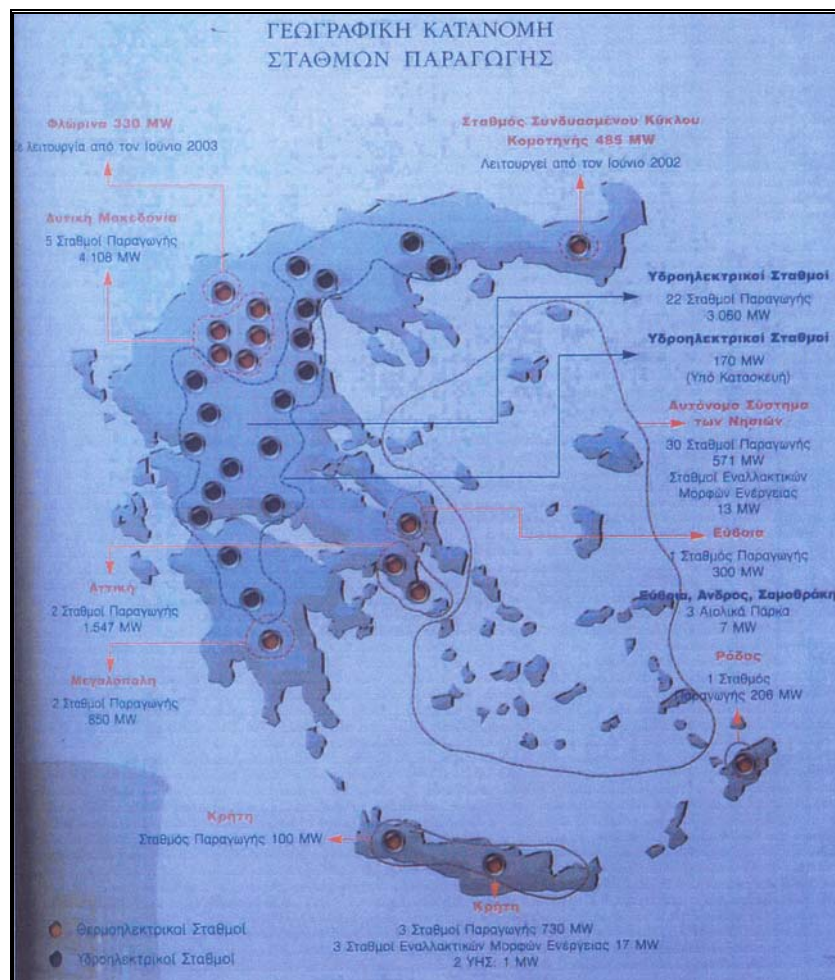 ΓΕΩΓΡΑΦΙΚΗ ΚΑΤΑΝΟΜΗ
ΣΤΑΘΜΩΝ ΠΑΡΑΓΩΓΗΣ
Φλώρινα 330 MW
ε λειτουργία από τον Ιούνιο 2003
Σταθμός Συνδυασμένου Κύκλου
Κομοτηνής 485 MW
Λειτουργεί από τον Ιούνιο 2002
Δυτική Μακεδονία
5 Σταθμοί Παραγωγής
4.108 MW
Υδροηλεκτρικοί Σταθμοί
22 Σταθμοί Παραγωγής
3.060 MW
Υδροηλεκτρικοί Σταθμοί
170 MW
(Υπό Κατασκευή)
Αυτόνομο Σύστημα
των Νησιών
30 Σταθμοί Παραγωγής
571 MW
Σταθμοί Εναλλακτικών
Μορφών Ενέργειας
13 MW
Εύβοια
1 Σταθμός Παραγωγής
300 MW
Εύβοια, Άνδρος, Σαμοθράκη
3 Αιολικά Πάρκα
7 MW
Αττική
2 Σταθμοί Παραγωγής
1.547 MW
Μεγαλόπολη
2 Σταθμοί Παραγωγής
850 MW
Ρόδος
1 Σταθμός
Παραγωγής 206 MW
Κρήτη
Σταθμός Παραγωγής 100 MW
Κρήτη
3 Σταθμοί Παραγωγής 730 MW
3 Σταθμοί Εναλλακτικών Μορφών Ενέργειας 17 MW
2 ΥΗΣ: 1 MW
Θερμοηλεκτρικοί Σταθμοί
Υδροηλεκτρικοί Σταθμοί